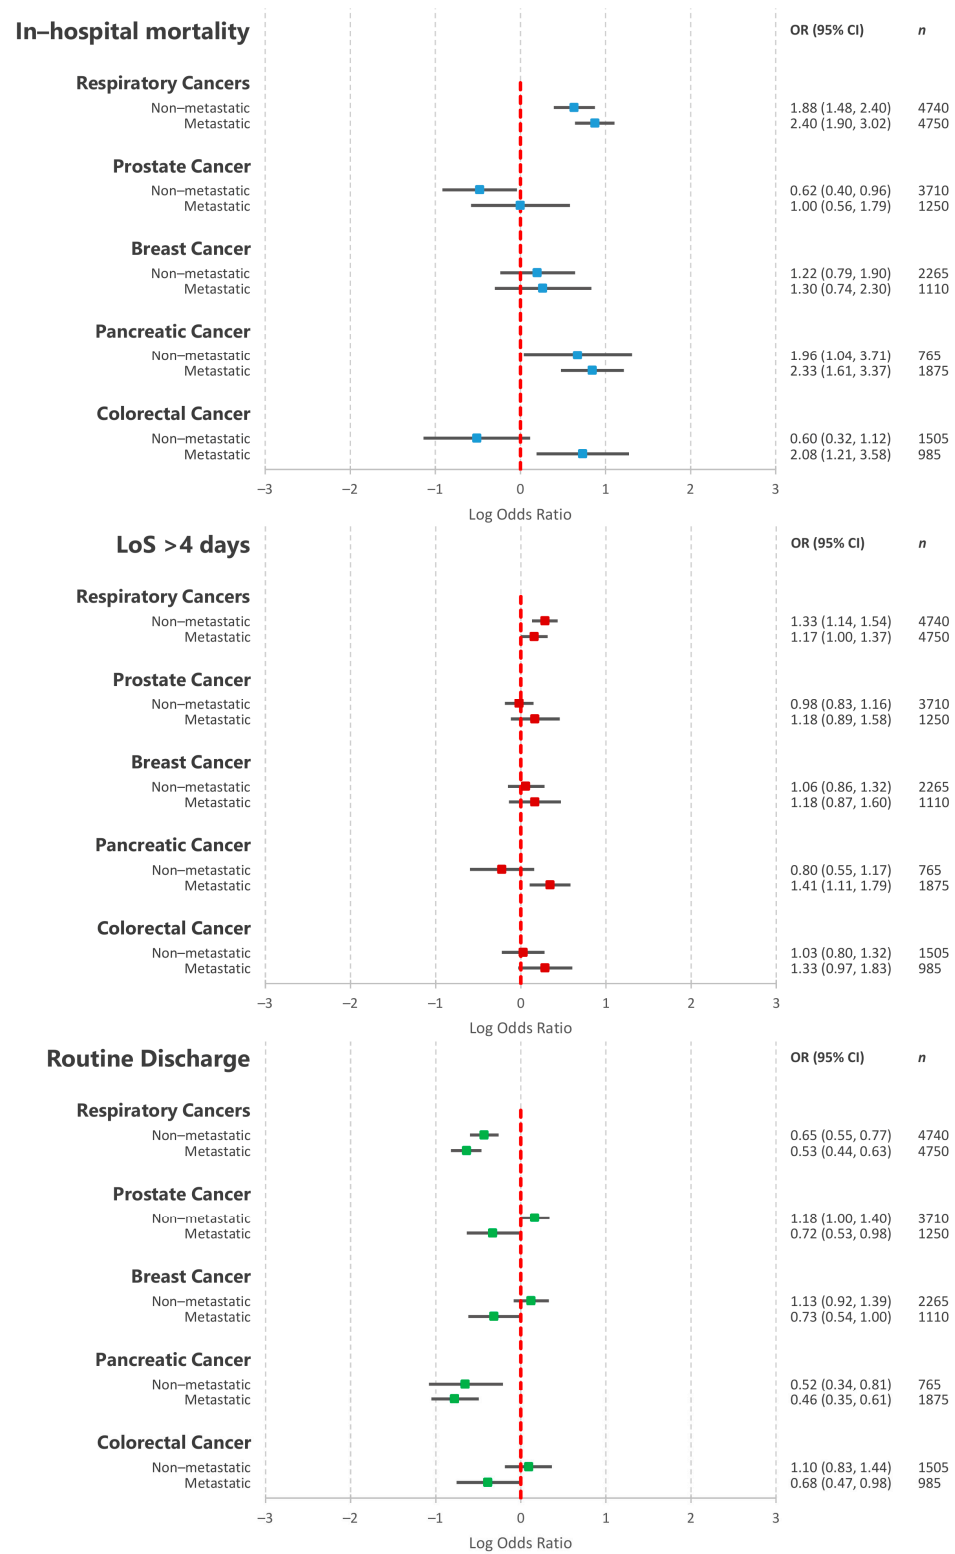 In–hospital mortality OR (95% CI) n
Respiratory Cancers
Non–metastatic 1.88 (1.48, 2.40) 4740
Metastatic 2.40 (1.90, 3.02) 4750
Prostate Cancer
Non–metastatic 0.62 (0.40, 0.96) 3710
Metastatic 1.00 (0.56, 1.79) 1250
Breast Cancer
Non–metastatic 1.22 (0.79, 1.90) 2265
Metastatic 1.30 (0.74, 2.30) 1110
Pancreatic Cancer
Non–metastatic 1.96 (1.04, 3.71) 765
Metastatic 2.33 (1.61, 3.37) 1875
Colorectal Cancer
Non–metastatic 0.60 (0.32, 1.12) 1505
Metastatic 2.08 (1.21, 3.58) 985
–3 –2 –1 0 1 2 3
Log Odds Ratio
LoS >4 days OR (95% CI) n
Respiratory Cancers
Non–metastatic 1.33 (1.14, 1.54) 4740
Metastatic 1.17 (1.00, 1.37) 4750
Prostate Cancer
Non–metastatic 0.98 (0.83, 1.16) 3710
Metastatic 1.18 (0.89, 1.58) 1250
Breast Cancer
Non–metastatic 1.06 (0.86, 1.32) 2265
Metastatic 1.18 (0.87, 1.60) 1110
Pancreatic Cancer
Non–metastatic 0.80 (0.55, 1.17) 765
Metastatic 1.41 (1.11, 1.79) 1875
Colorectal Cancer
Non–metastatic 1.03 (0.80, 1.32) 1505
Metastatic 1.33 (0.97, 1.83) 985
–3 –2 –1 0 1 2 3
Log Odds Ratio
Routine Discharge OR (95% CI) n
Respiratory Cancers
Non–metastatic 0.65 (0.55, 0.77) 4740
Metastatic 0.53 (0.44, 0.63) 4750
Prostate Cancer
Non–metastatic 1.18 (1.00, 1.40) 3710
Metastatic 0.72 (0.53, 0.98) 1250
Breast Cancer
Non–metastatic 1.13 (0.92, 1.39) 2265
Metastatic 0.73 (0.54, 1.00) 1110
Pancreatic Cancer
Non–metastatic 0.52 (0.34, 0.81) 765
Metastatic 0.46 (0.35, 0.61) 1875
Colorectal Cancer
Non–metastatic 1.10 (0.83, 1.44) 1505
Metastatic 0.68 (0.47, 0.98) 985
–3 –2 –1 0 1 2 3
Log Odds Ratio